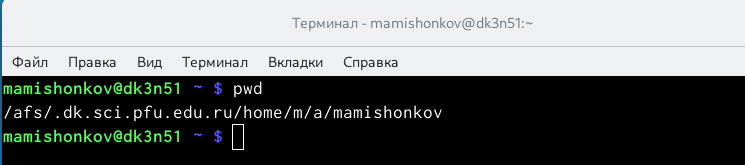 Терминал - mamishonkov@dk3n51:~
Файл Правка Вид Терминал Вкладки Справка
mamishonkov@dk3n51 ~ $ pwd
/afs/.dk.sci.pfu.edu.ru/home/m/a/mamishonkov
mamishonkov@dk3n51 ~ $